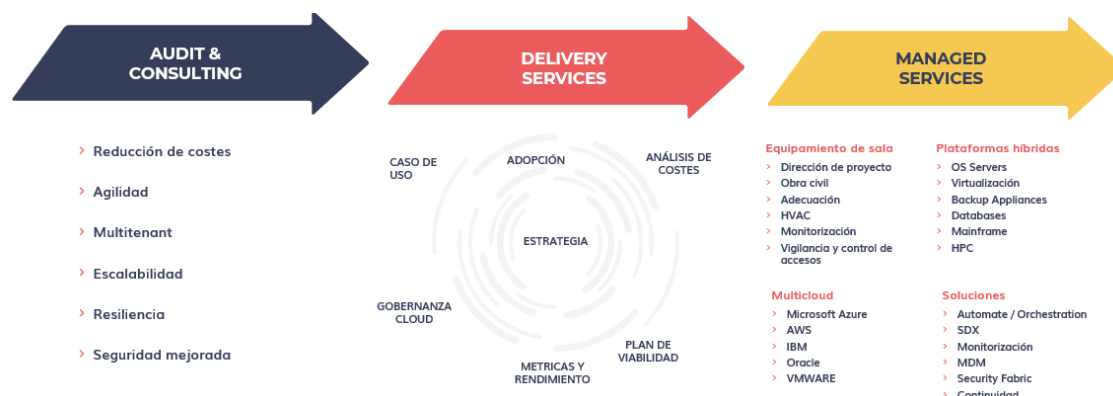 AUDIT &
CONSULTING
DELIVERY
SERVICES
MANAGED
SERVICES
Reducción de costes
Agilidad
Multitenant
Escalabilidad
Resiliencia
Seguridad mejorada
CASO DE
USO
ADOPCIÓN
ANÁLISIS DE
COSTES
ESTRATEGIA
GOBERNANZA
CLOUD
PLAN DE
VIABILIDAD
METRICAS Y
RENDIMIENTO
Equipamiento de sala
Dirección de proyecto
Obra civil
Adecuación
HVAC
Monitorización
Vigilancia y control de
accesos
Plataformas híbridas
OS Servers
Virtualización
Backup Appliances
Databases
Mainframe
HPC
Multicloud
Microsoft Azure
AWS
IBM
Oracle
VMWARE
Soluciones
Automate / Orchestration
SDX
Monitorización
MDM
Security Fabric
Continuidad